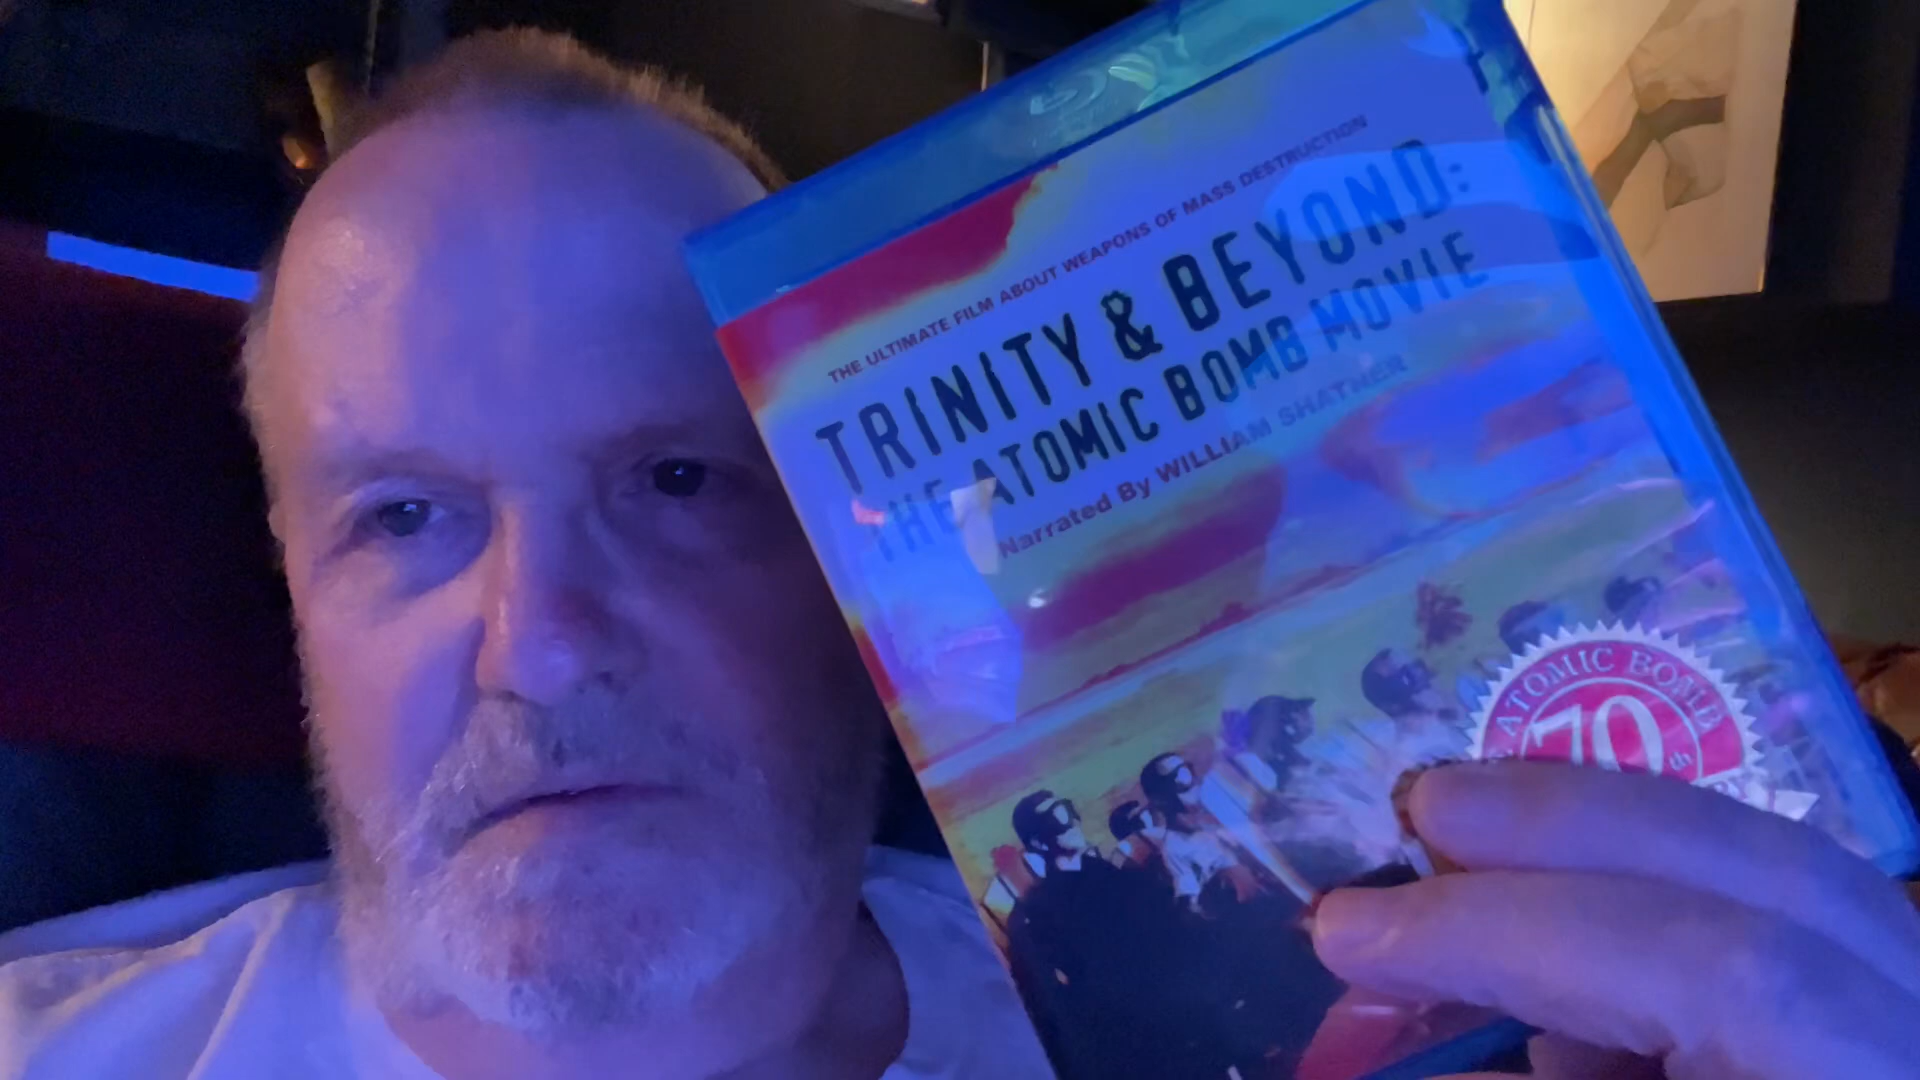 THE ULTIMATE FILM ABOUT WEAPONS OF MASS DESTRUCTION
TRINITY & BEYOND:
THE ATOMIC BOMB MOVIE
Narrated By WILLIAM SHATNER
ATOMIC BOMB
70th